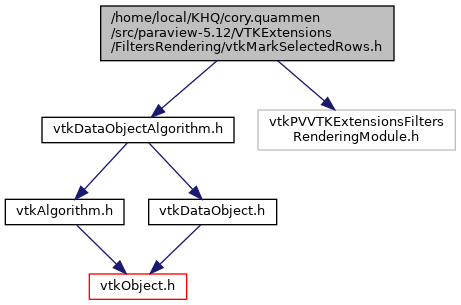 /home/local/KHQ/cory.quammen
/src/paraview-5.12/VTKExtensions
/FiltersRendering/vtkMarkSelectedRows.h
vtkDataObjectAlgorithm.h
vtkPVVTKExtensionsFilters
RenderingModule.h
vtkAlgorithm.h
vtkDataObject.h
vtkObject.h